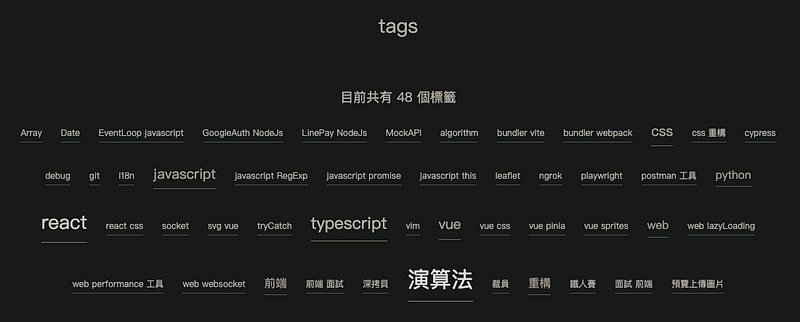 tags
目前共有 48 個標籤
Array Date EventLoop javascript GoogleAuth NodeJs LinePay NodeJs MockAPI algorithm bundler vite bundler webpack css css 重構 cypress
debug git i18n javascript javascript RegExp javascript promise javascript this leaflet ngrok playwright postman 工具 python
react react css socket svg vue tryCatch typescript vim vue vue css vue pinia vue sprites web web lazyLoading
web performance 工具 web websocket 前端 前端 面試 深拷貝 演算法 裁員 重構 鐵人賽 面試 前端 預覽上傳圖片